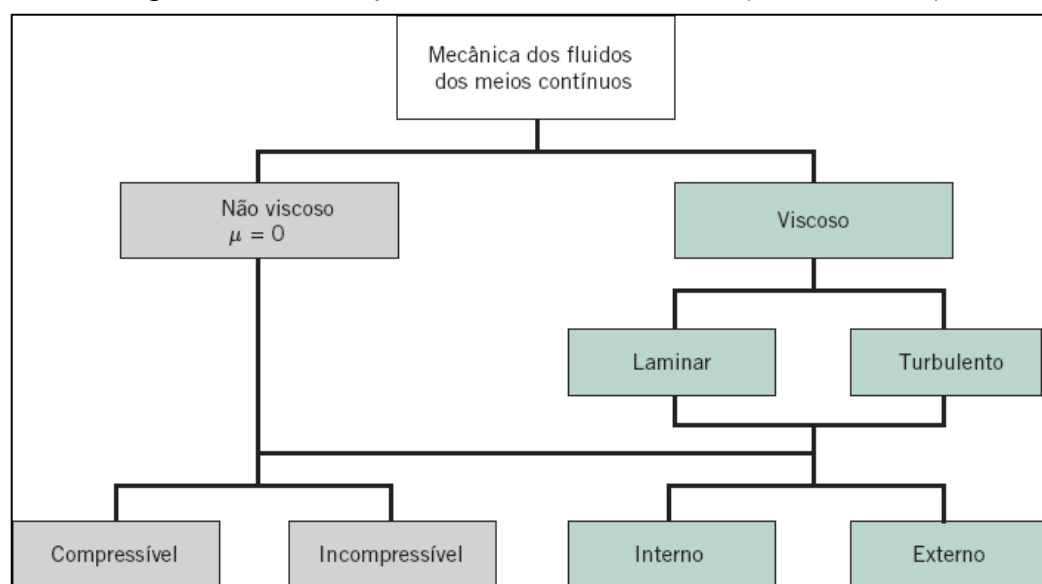 Mecânica dos fluidos
dos meios contínuos
Não viscoso
μ = 0
Viscoso
Laminar
Turbulento
Compressível
Incompressível
Interno
Externo